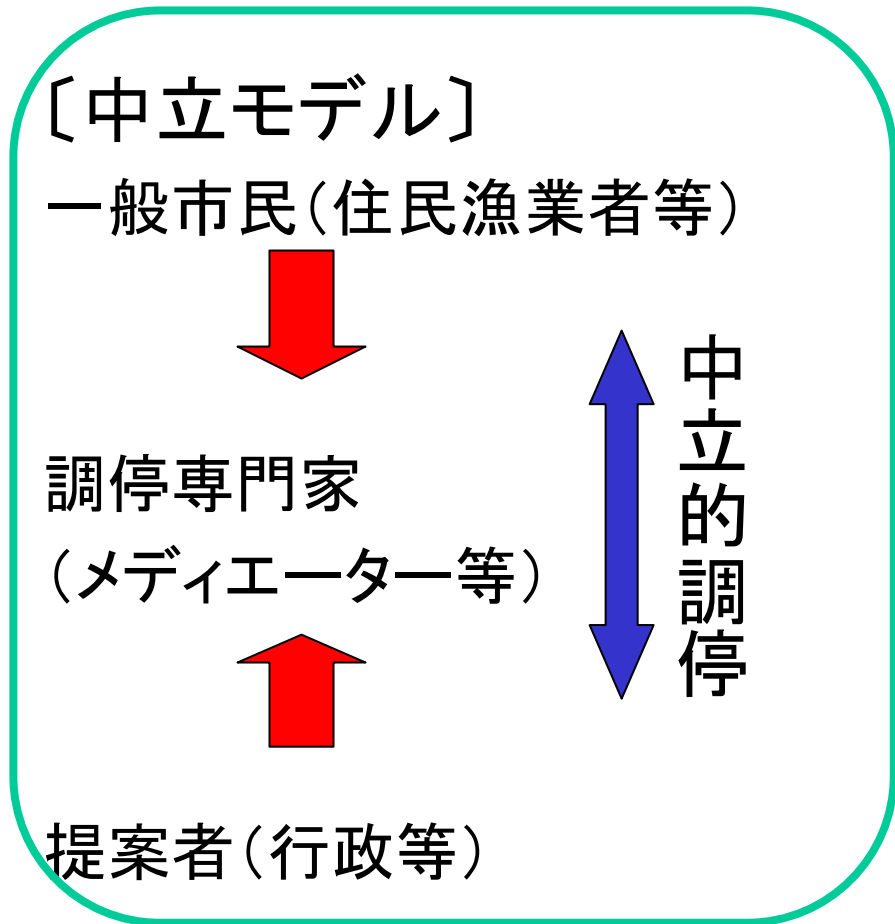 〔中立モデル〕
一般市民（住民漁業者等）
調停専門家
（メディエーター等）
中立的調停
提案者（行政等）